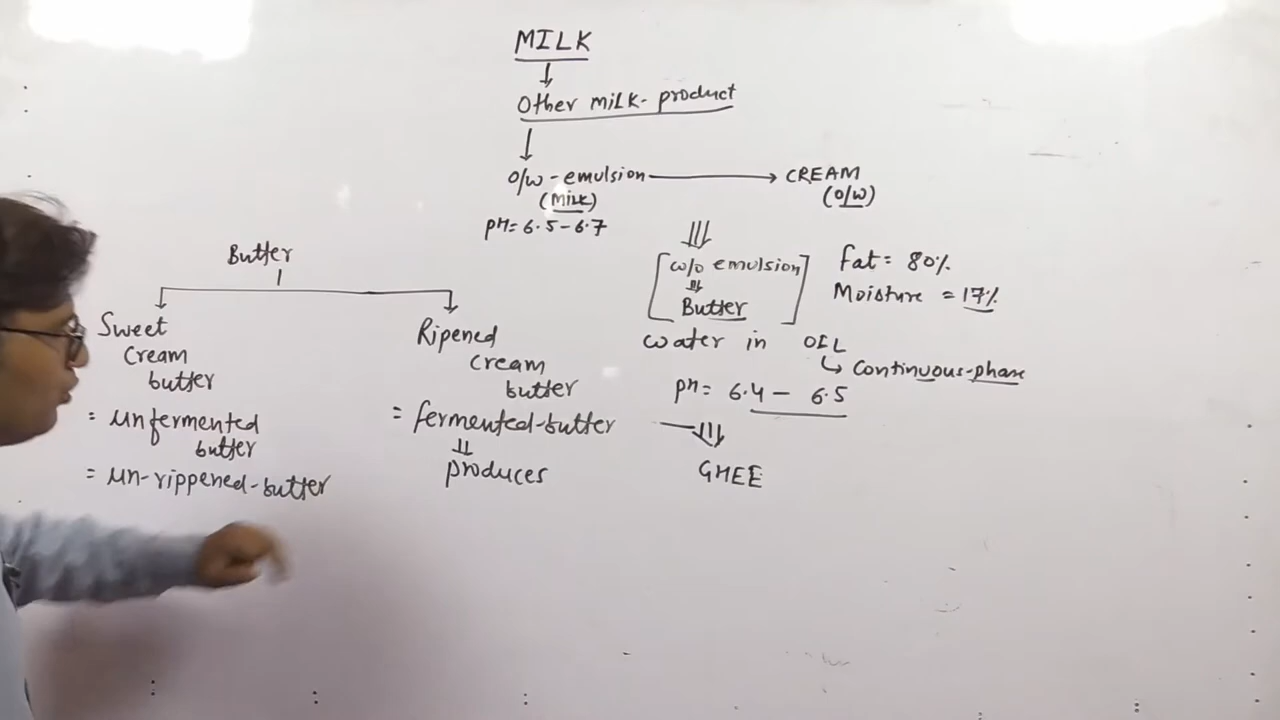 MILK
Other MiLK-product
O/W-emulsion
(Milk)
pH= 6.5-6.7
CREAM
(O/W)
[w/o emulsion]
Butter
Fat= 80%
Moisture = 17%
water in OIL
Continuous-phase
pH= 6.4 - 6.5
GHEE
Butter
Sweet
Cream
butter
= unfermented
butter
= un-rippened-butter
Ripened
cream
butter
= fermented-butter
produces